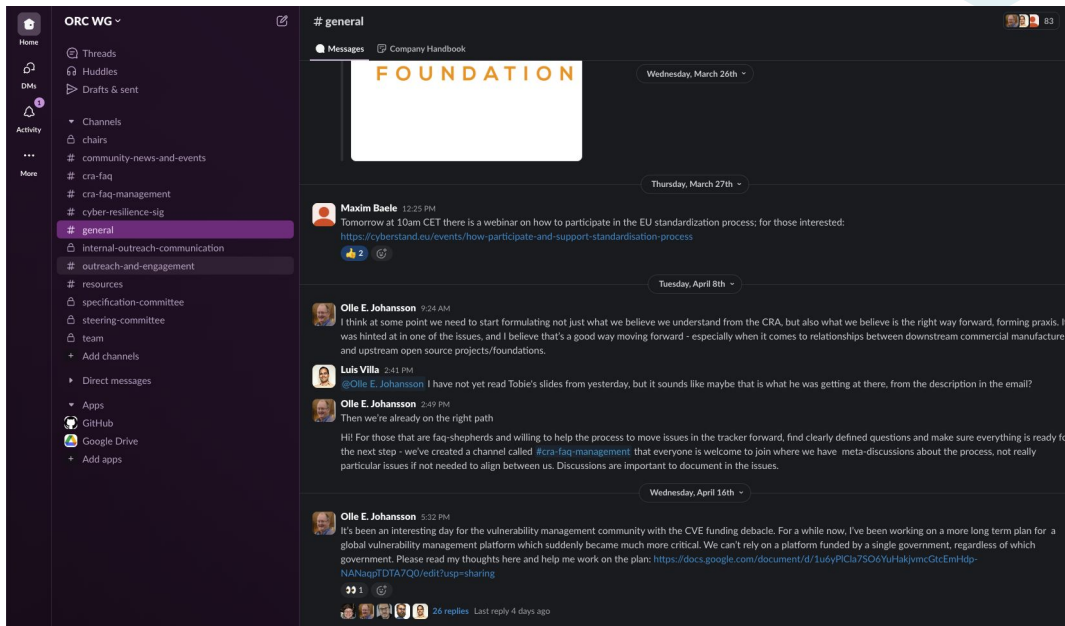 Home
DMs
1
Activity
More
ORC WG
Threads
Huddles
Drafts & sent
Channels
chairs
# community-news-and-events
# cra-faq
# cra-faq-management
# cyber-resilience-sig
# general
internal-outreach-communication
# outreach-and-engagement
# resources
specification-committee
steering-committee
team
+ Add channels
Direct messages
Apps
GitHub
Google Drive
+ Add apps
# general
83
Messages
Company Handbook
FOUNDATION
Wednesday, March 26th
Thursday, March 27th
Maxim Baele 12:25 PM
Tomorrow at 10am CET there is a webinar on how to participate in the EU standardization process; for those interested:
https://cyberstand.eu/events/how-participate-and-support-standardisation-process
2
Tuesday, April 8th
Olle E. Johansson 9:24 AM
I think at some point we need to start formulating not just what we believe we understand from the CRA, but also what we believe is the right way forward, forming praxis.
was hinted at in one of the issues, and I believe that's a good way moving forward - especially when it comes to relationships between downstream commercial manufacture
and upstream open source projects/foundations.
Luis Villa 2:41 PM
@Olle E. Johansson I have not yet read Tobie's slides from yesterday, but it sounds like maybe that is what he was getting at there, from the description in the email?
Olle E. Johansson 2:49 PM
Then we're already on the right path
Hi! For those that are faq-shepherds and willing to help the process to move issues in the tracker forward, find clearly defined questions and make sure everything is ready fo
the next step - we've created a channel called #cra-faq-management that everyone is welcome to join where we have meta-discussions about the process, not really
particular issues if not needed to align between us. Discussions are important to document in the issues.
Wednesday, April 16th
Olle E. Johansson 5:32 PM
It's been an interesting day for the vulnerability management community with the CVE funding debacle. For a while now, I've been working on a more long term plan for a
global vulnerability management platform which suddenly became much more critical. We can't rely on a platform funded by a single government, regardless of which
government. Please read my thoughts here and help me work on the plan: https://docs.google.com/document/d/1u6yPlCla7SO6YuHakjvmcGtcEmHdp-
NANaqpTDTA7Q0/edit?usp=sharing
1
26 replies Last reply 4 days ago